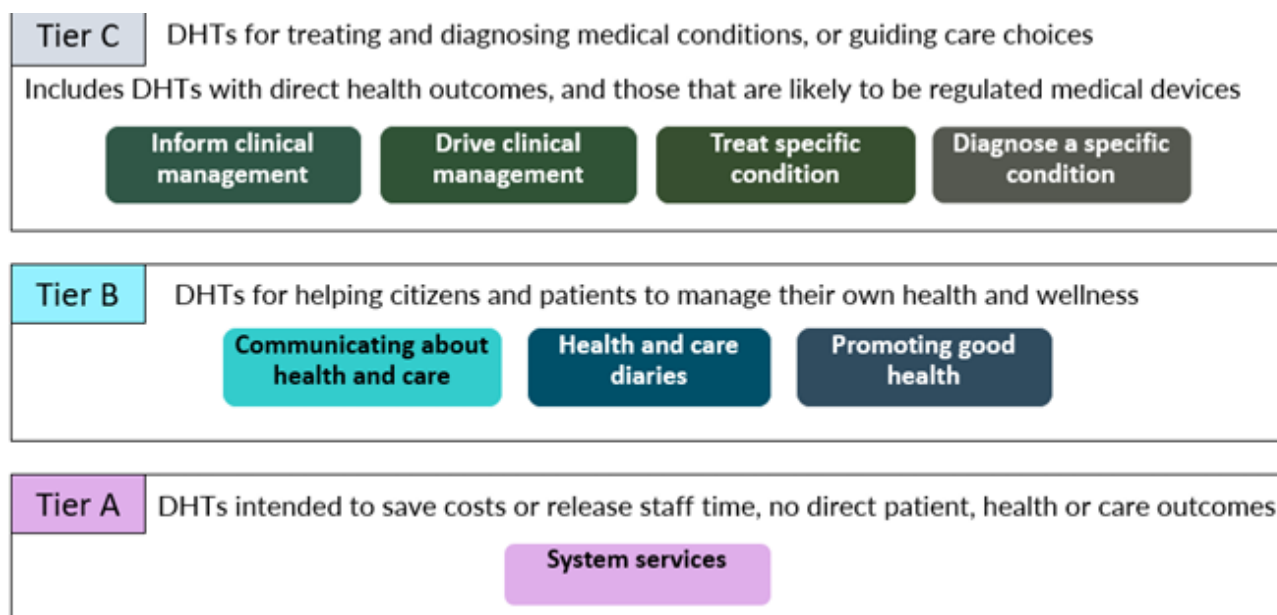 Tier C DHTs for treating and diagnosing medical conditions, or guiding care choices
Includes DHTs with direct health outcomes, and those that are likely to be regulated medical devices
Inform clinical management
Drive clinical management
Treat specific condition
Diagnose a specific condition
Tier B DHTs for helping citizens and patients to manage their own health and wellness
Communicating about health and care
Health and care diaries
Promoting good health
Tier A DHTs intended to save costs or release staff time, no direct patient, health or care outcomes
System services